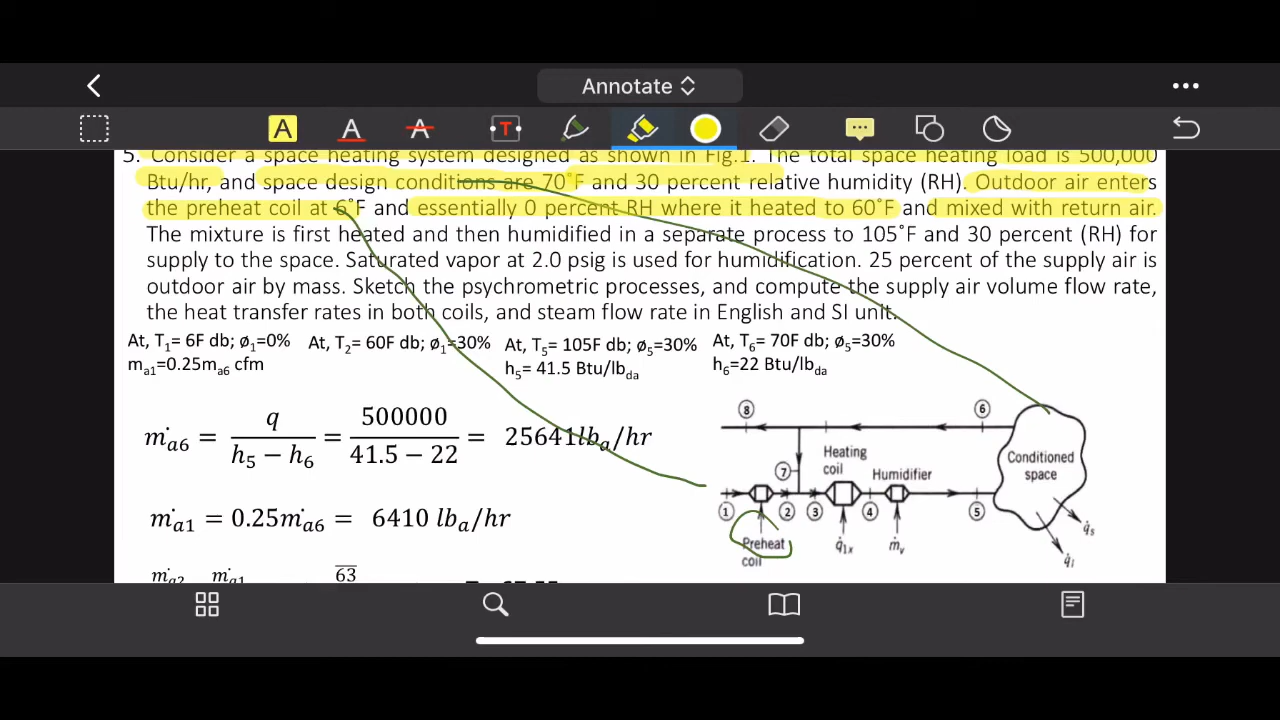 Annotate
A A A T
5. Consider a space heating system designed as shown in Fig.1. The total space heating load is 500,000
Btu/hr, and space design conditions are 70˚F and 30 percent relative humidity (RH). Outdoor air enters
the preheat coil at 6˚F and essentially 0 percent RH where it heated to 60˚F and mixed with return air.
The mixture is first heated and then humidified in a separate process to 105˚F and 30 percent (RH) for
supply to the space. Saturated vapor at 2.0 psig is used for humidification. 25 percent of the supply air is
outdoor air by mass. Sketch the psychrometric processes, and compute the supply air volume flow rate,
the heat transfer rates in both coils, and steam flow rate in English and SI unit.
At, T1= 6F db; ø1=0% At, T2= 60F db; ø1=30% At, T5= 105F db; ø5=30% At, T6= 70F db; ø5=30%
ma1=0.25ma6 cfm h5= 41.5 Btu/lbda h6=22 Btu/lbda
ṁa6 = q / (h5 − h6) = 500000 / (41.5 − 22) = 25641lba/hr
ṁa1 = 0.25ṁa6 = 6410 lba/hr
ṁa2 ṁa1 63
8 6
Heating
coil
Humidifier
Conditioned
space
7
1 2 3 4 5
Preheat
coil
q̇1x ṁv q̇s
q̇l